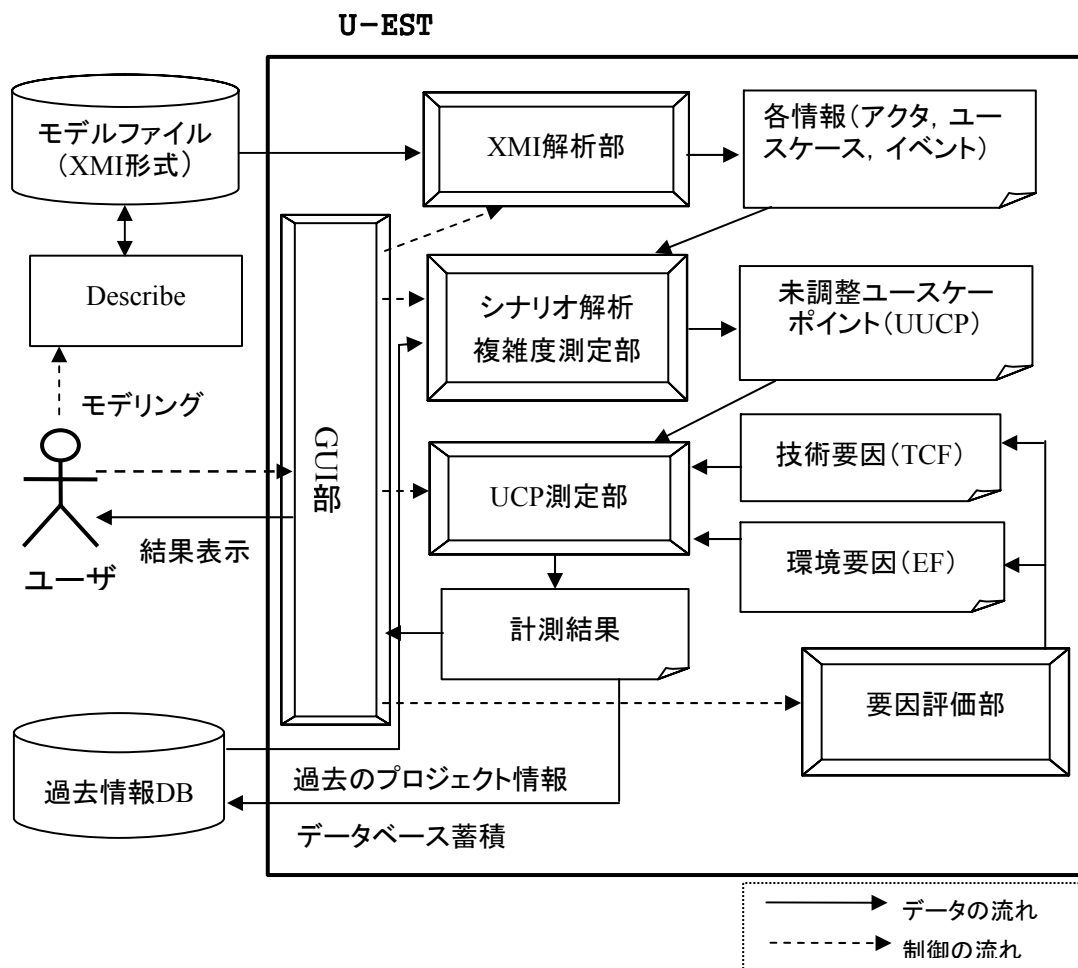 U-EST
モデルファイル
（XMI形式）
XMI解析部
各情報（アクタ，ユー
スケース，イベント）
Describe
シナリオ解析
複雑度測定部
未調整ユースケー
ポイント（UUCP）
モデリング
GUI部
UCP測定部
技術要因（TCF）
環境要因（EF）
結果表示
ユーザ
計測結果
要因評価部
過去情報DB
過去のプロジェクト情報
データベース蓄積
データの流れ
制御の流れ